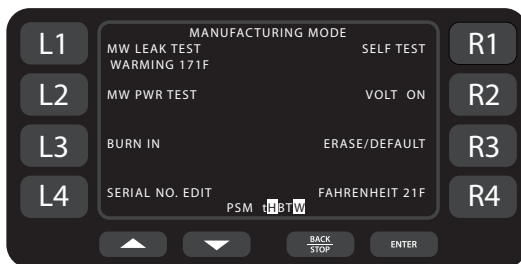 MANUFACTURING MODE
L1 MW LEAK TEST SELF TEST R1
WARMING 171F
L2 MW PWR TEST VOLT ON R2
L3 BURN IN ERASE/DEFAULT R3
L4 SERIAL NO. EDIT FAHRENHEIT 21F R4
PSM tHBTW
BACK
STOP
ENTER